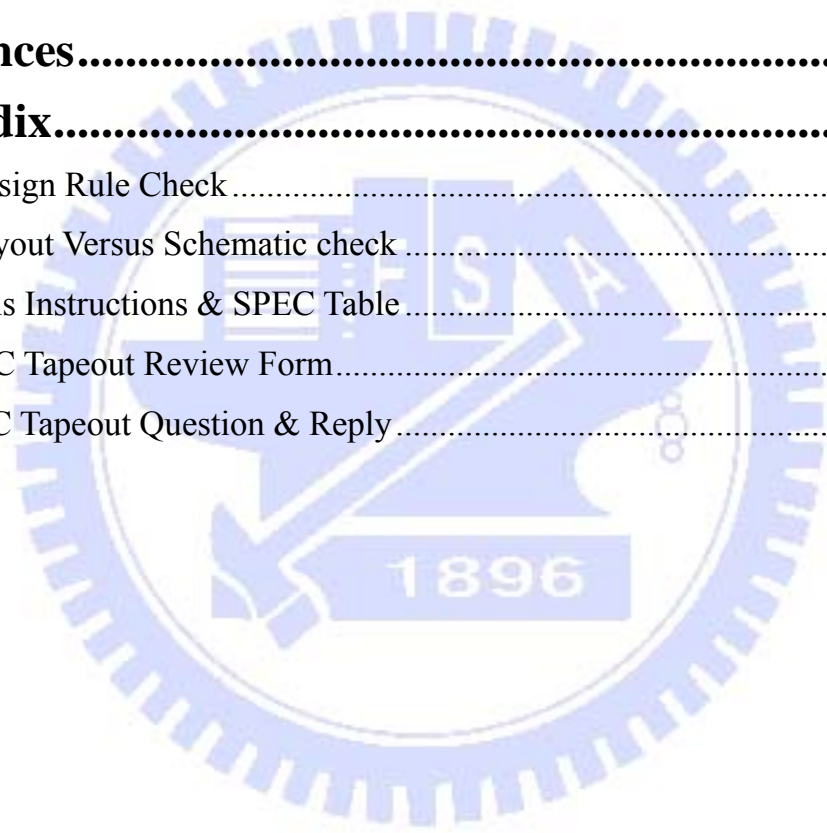 nces..............................................................................
dix................................................................................
sign Rule Check..............................................................................
yout Versus Schematic check..............................................................
s Instructions & SPEC Table..............................................................
C Tapeout Review Form..............................................................
C Tapeout Question & Reply..............................................................
E S A
1896